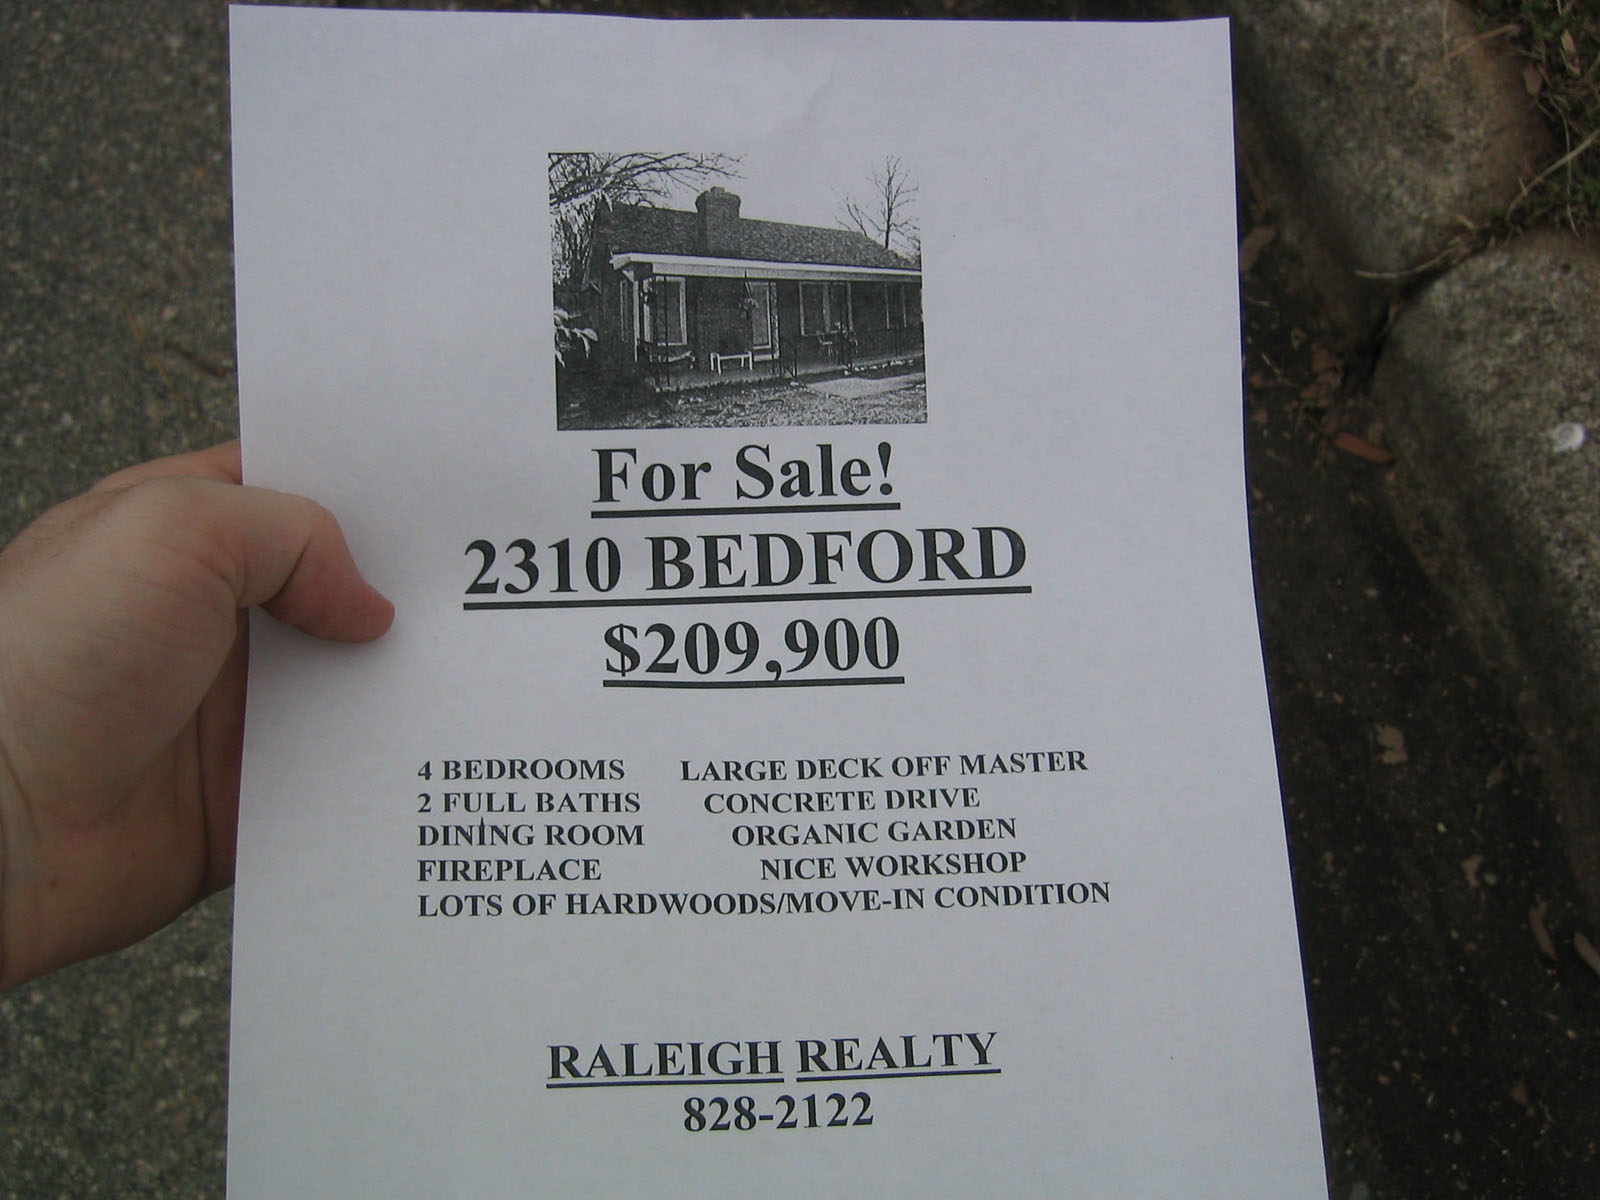 For Sale!
2310 BEDFORD
$209,900
4 BEDROOMS LARGE DECK OFF MASTER
2 FULL BATHS CONCRETE DRIVE
DINING ROOM ORGANIC GARDEN
FIREPLACE NICE WORKSHOP
LOTS OF HARDWOODS/MOVE-IN CONDITION
RALEIGH REALTY
828-2122